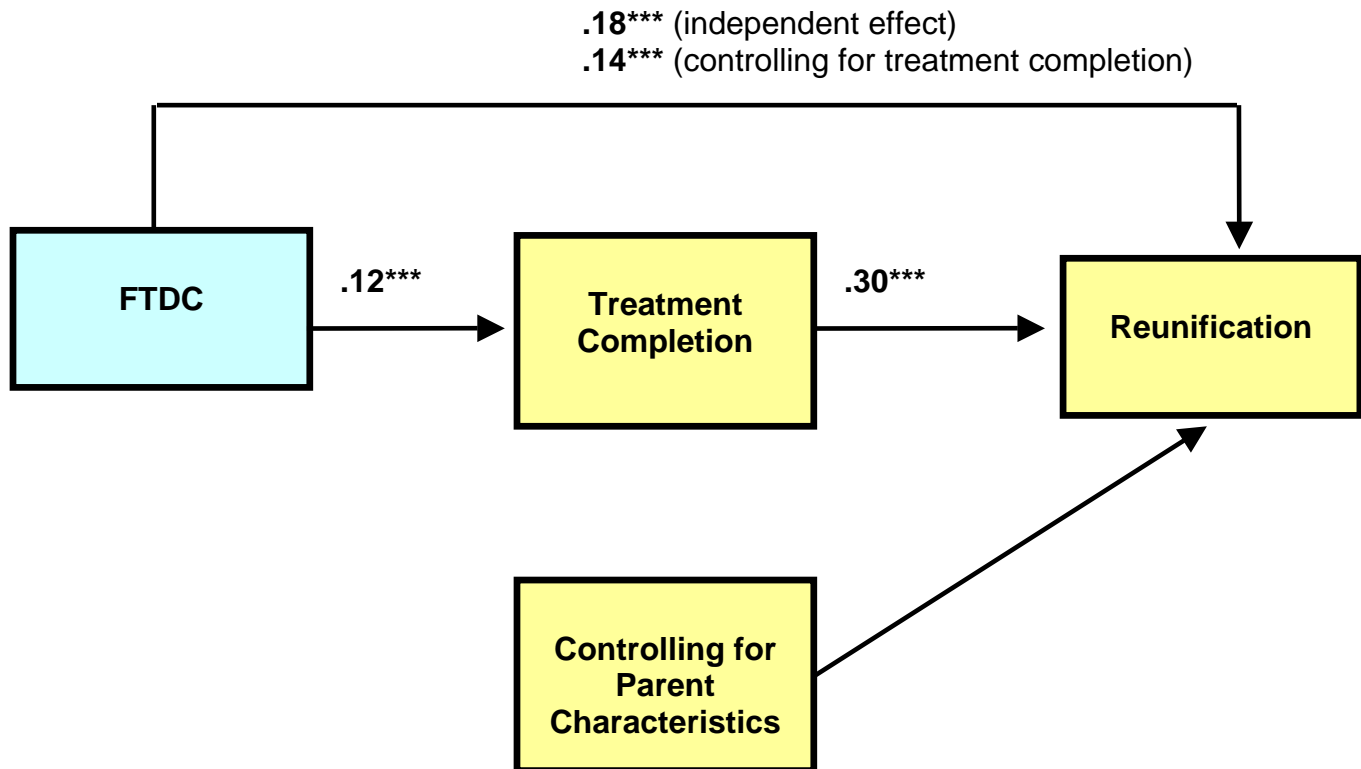 .18*** (independent effect)
.14*** (controlling for treatment completion)
FTDC
.12***
Treatment
Completion
.30***
Reunification
Controlling for
Parent
Characteristics